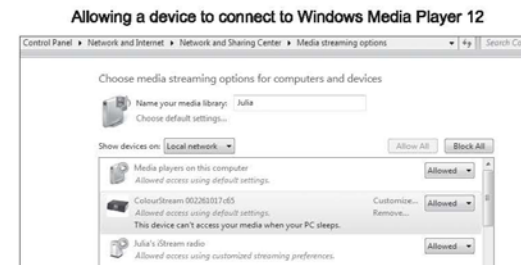 Allowing a device to connect to Windows Media Player 12
Control Panel ▸ Network and Internet ▸ Network and Sharing Center ▸ Media streaming options
Search Co
Choose media streaming options for computers and devices
Name your media library: Julia
Choose default settings...
Show devices on: Local network
Allow All
Block All
Media players on this computer
Allowed access using default settings.
Allowed
ColourStream 002261017c65
Allowed access using default settings.
This device can't access your media when your PC sleeps.
Customize...
Remove...
Allowed
Julia's iStream radio
Allowed access using customized streaming preferences.
Allowed